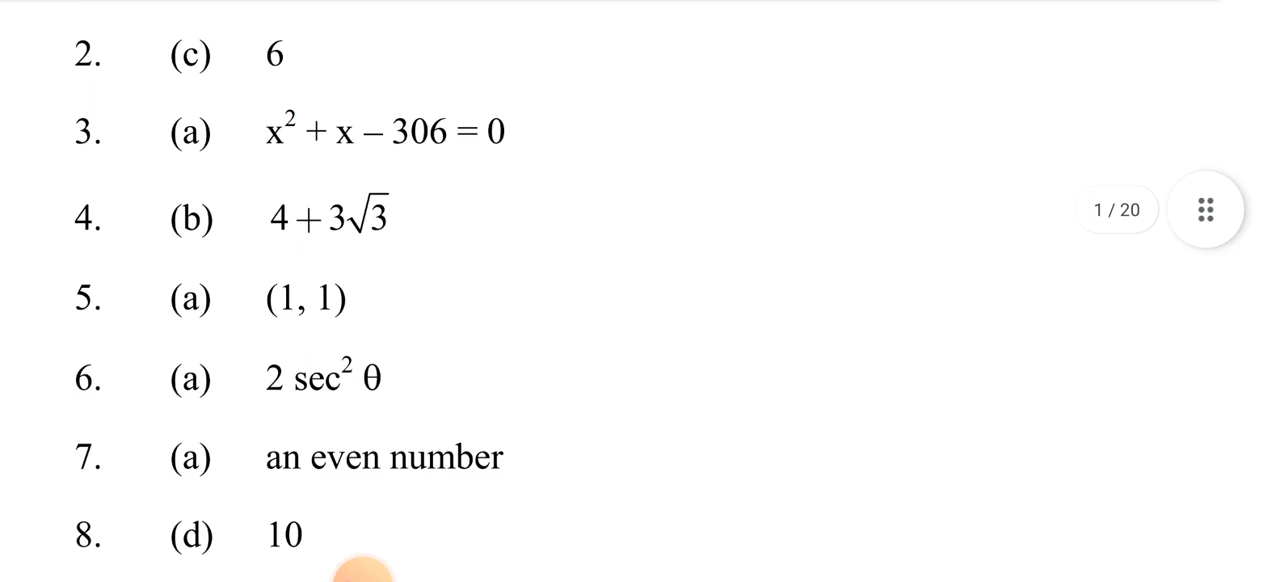 2. (c) 6
3. (a) x² + x – 306 = 0
4. (b) 4+3√3
5. (a) (1, 1)
6. (a) 2 sec² θ
7. (a) an even number
8. (d) 10
1 / 20